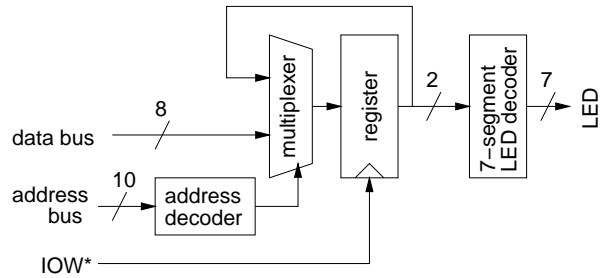 multiplexer
register
7-segment
LED decoder
2
7
LED
8
data bus
10
address
bus
address
decoder
IOW*